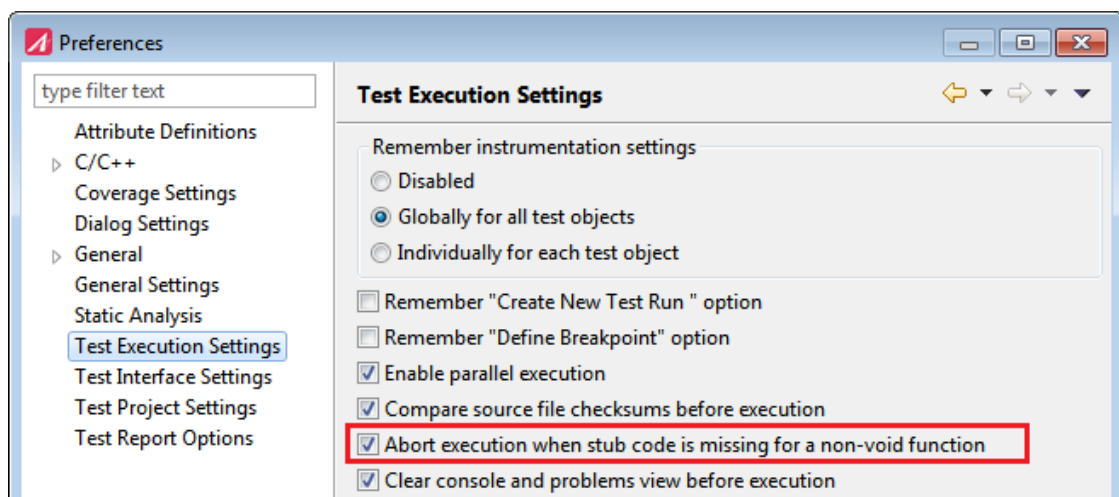 Preferences
type filter text
Attribute Definitions
C/C++
Coverage Settings
Dialog Settings
General
General Settings
Static Analysis
Test Execution Settings
Test Interface Settings
Test Project Settings
Test Report Options
Test Execution Settings
Remember instrumentation settings
Disabled
Globally for all test objects
Individually for each test object
Remember "Create New Test Run " option
Remember "Define Breakpoint" option
Enable parallel execution
Compare source file checksums before execution
Abort execution when stub code is missing for a non-void function
Clear console and problems view before execution